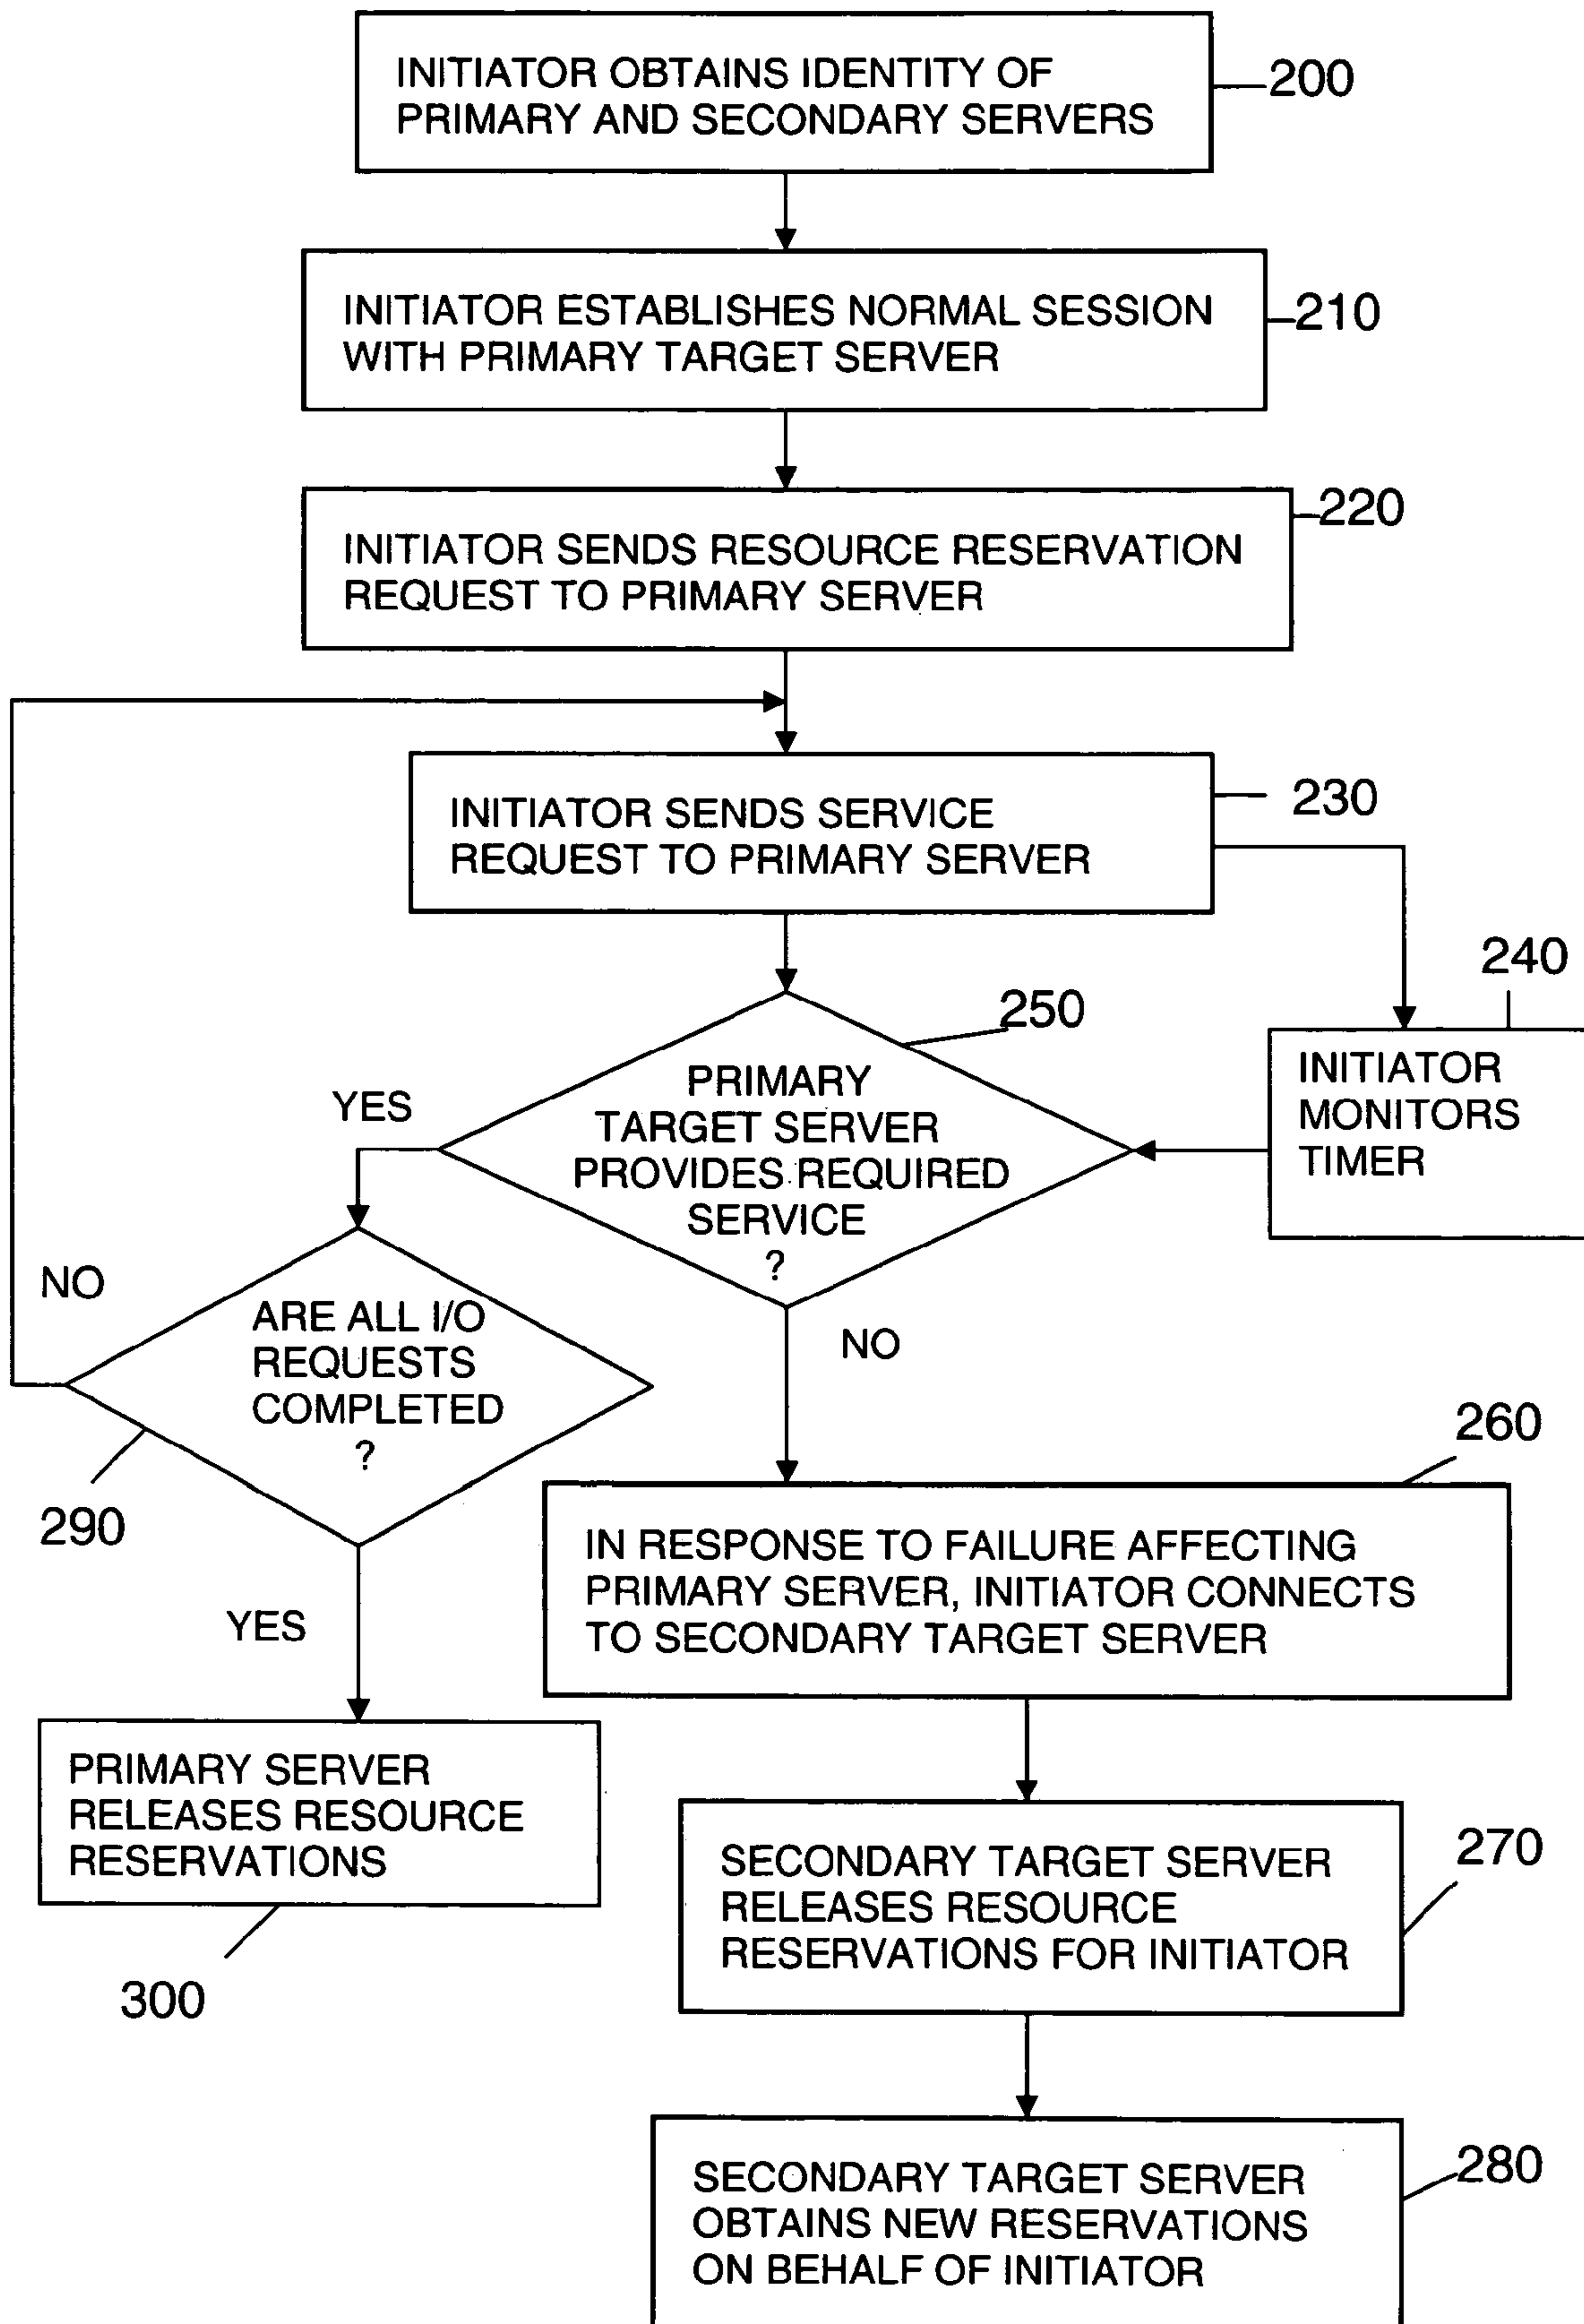 INITIATOR OBTAINS IDENTITY OF
PRIMARY AND SECONDARY SERVERS
200
INITIATOR ESTABLISHES NORMAL SESSION
WITH PRIMARY TARGET SERVER
210
INITIATOR SENDS RESOURCE RESERVATION
REQUEST TO PRIMARY SERVER
220
INITIATOR SENDS SERVICE
REQUEST TO PRIMARY SERVER
230
240
INITIATOR
MONITORS
TIMER
250
PRIMARY
TARGET SERVER
PROVIDES REQUIRED
SERVICE
?
YES
NO
NO
ARE ALL I/O
REQUESTS
COMPLETED
?
290
YES
260
IN RESPONSE TO FAILURE AFFECTING
PRIMARY SERVER, INITIATOR CONNECTS
TO SECONDARY TARGET SERVER
PRIMARY SERVER
RELEASES RESOURCE
RESERVATIONS
300
SECONDARY TARGET SERVER
RELEASES RESOURCE
RESERVATIONS FOR INITIATOR
270
SECONDARY TARGET SERVER
OBTAINS NEW RESERVATIONS
ON BEHALF OF INITIATOR
280